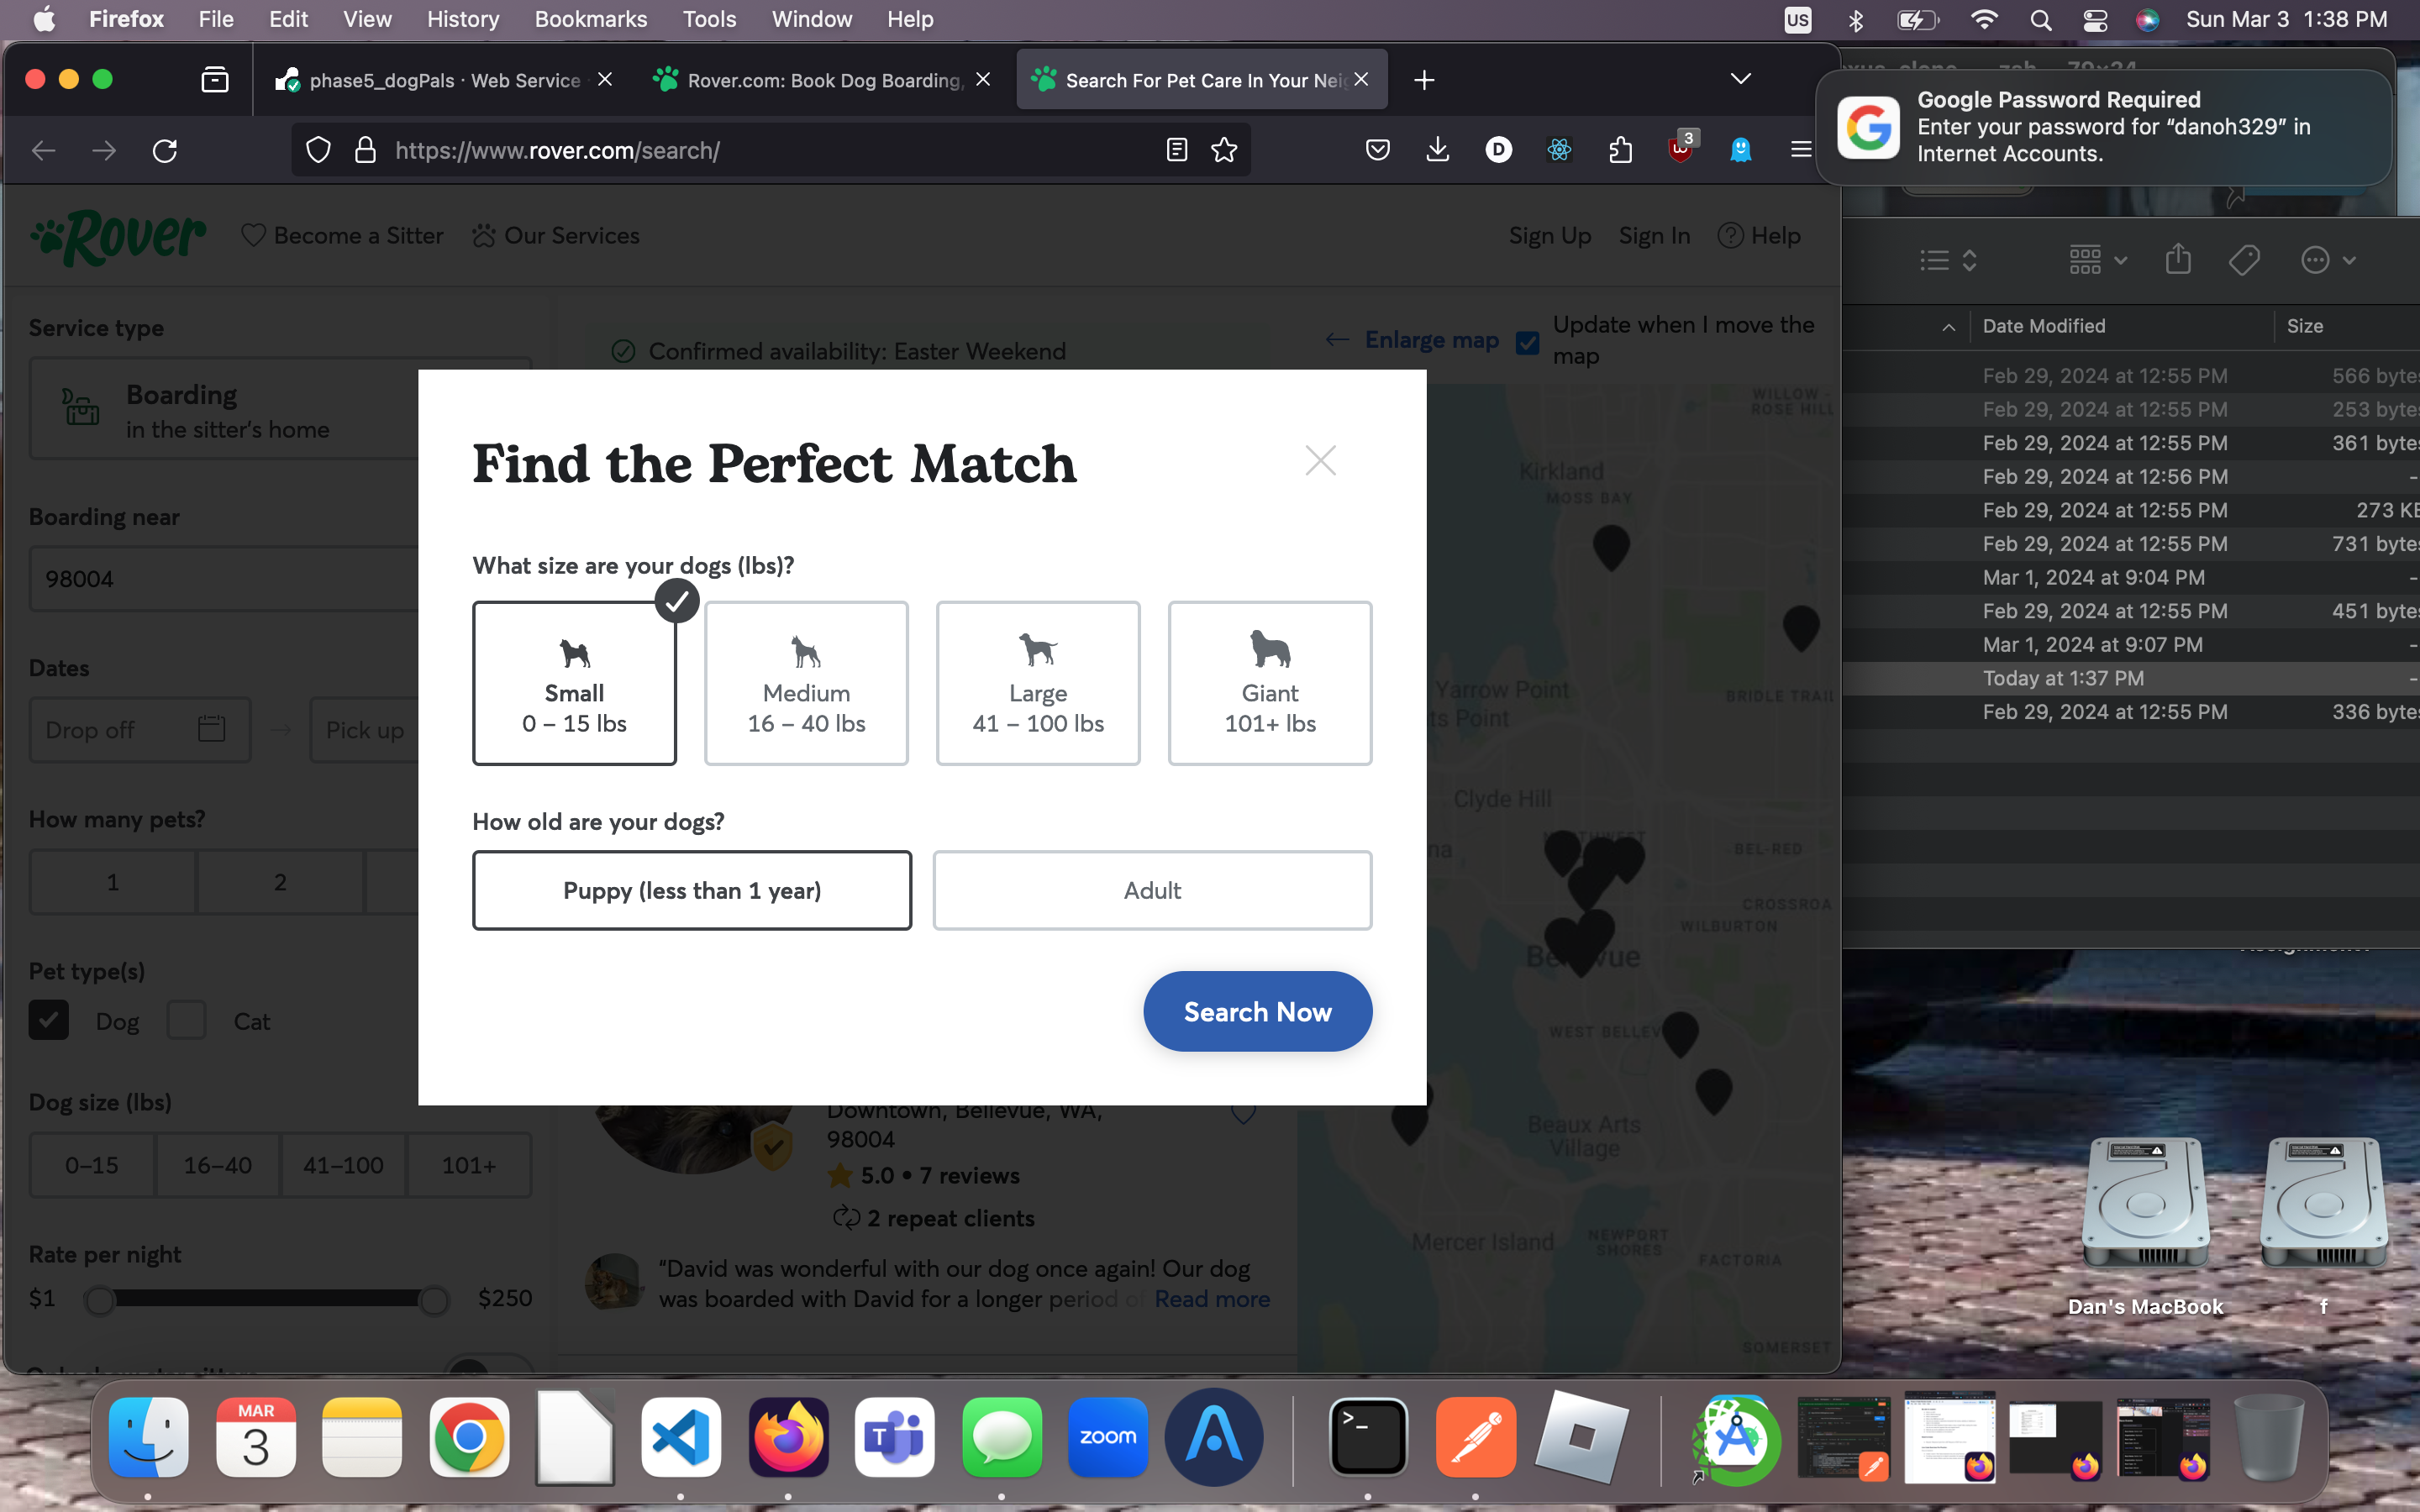 Firefox File Edit View History Bookmarks Tools Window Help
US Sun Mar 3 1:38 PM
phase5_dogPals · Web Service
Rover.com: Book Dog Boarding,
Search For Pet Care In Your Nei
Google Password Required
Enter your password for “danoh329” in
Internet Accounts.
https://www.rover.com/search/
D
3
Rover
Become a Sitter
Our Services
Sign Up
Sign In
Help
Service type
Boarding
in the sitter's home
Boarding near
98004
Dates
Drop off
Pick up
How many pets?
1
2
Pet type(s)
Dog
Cat
Dog size (lbs)
0–15
16–40
41–100
101+
Rate per night
$1
$250
Confirmed availability: Easter Weekend
Enlarge map
Update when I move the
map
Find the Perfect Match
What size are your dogs (lbs)?
Small
0 – 15 lbs
Medium
16 – 40 lbs
Large
41 – 100 lbs
Giant
101+ lbs
How old are your dogs?
Puppy (less than 1 year)
Adult
Search Now
Downtown, Bellevue, WA,
98004
5.0 • 7 reviews
2 repeat clients
“David was wonderful with our dog once again! Our dog
was boarded with David for a longer period
Read more
WILLOW -
ROSE HILL
Kirkland
MOSS BAY
Yarrow Point
ts Point
BRIDLE TRAIL
Clyde Hill
NORTHWEST
na
BEL-RED
CROSSROA
WILBURTON
WEST BELLEV
Beaux Arts
Village
Mercer Island
NEWPORT
SHORES
FACTORIA
SOMERSET
Date Modified Size
Feb 29, 2024 at 12:55 PM 566 bytes
Feb 29, 2024 at 12:55 PM 253 bytes
Feb 29, 2024 at 12:55 PM 361 bytes
Feb 29, 2024 at 12:56 PM -
Feb 29, 2024 at 12:55 PM 273 KB
Feb 29, 2024 at 12:55 PM 731 bytes
Mar 1, 2024 at 9:04 PM -
Feb 29, 2024 at 12:55 PM 451 bytes
Mar 1, 2024 at 9:07 PM -
Today at 1:37 PM -
Feb 29, 2024 at 12:55 PM 336 bytes
Dan's MacBook
f
MAR
3
T
zoom